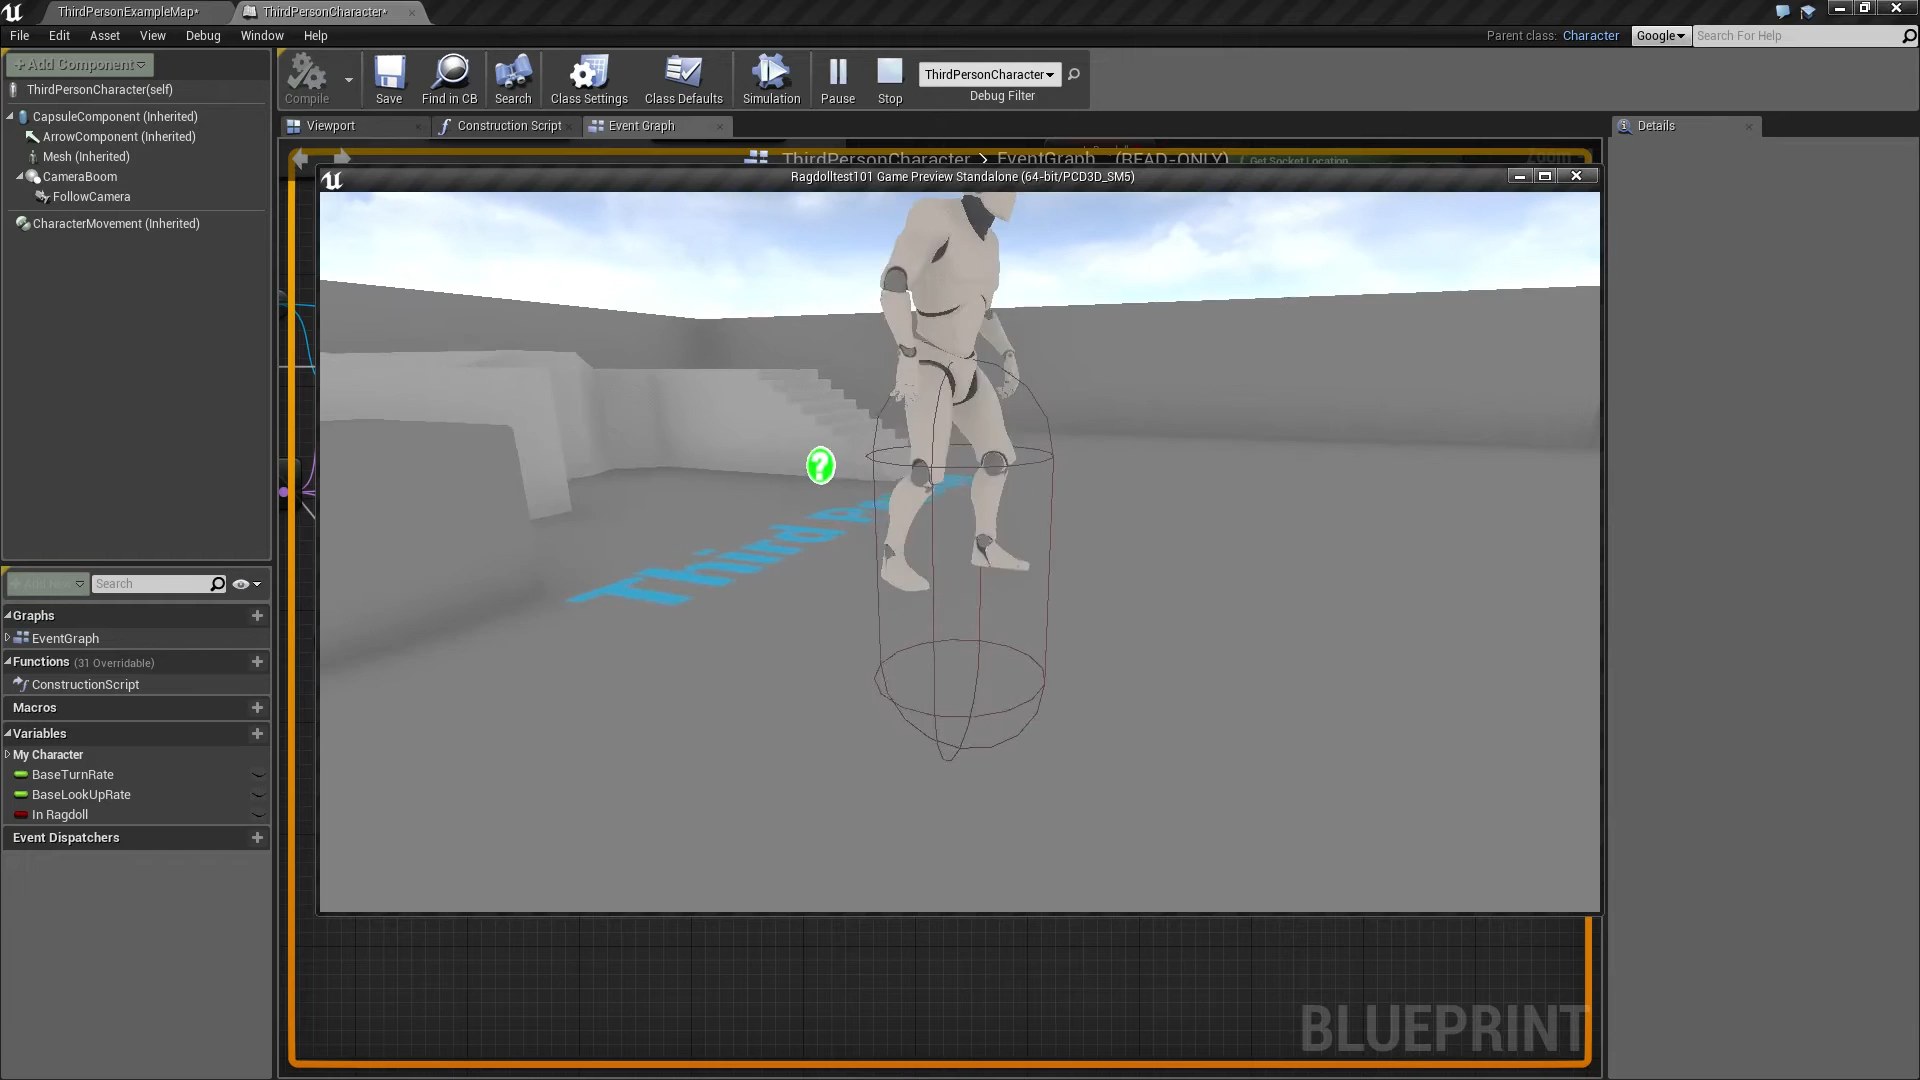 ThirdPersonExampleMap*
ThirdPersonCharacter*
File Edit Asset View Debug Window Help
Parent class: Character
Google
Search For Help
+Add Component
ThirdPersonCharacter(self)
CapsuleComponent (Inherited)
ArrowComponent (Inherited)
Mesh (Inherited)
CameraBoom
FollowCamera
CharacterMovement (Inherited)
Compile
Save
Find in CB
Search
Class Settings
Class Defaults
Simulation
Pause
Stop
ThirdPersonCharacter
Debug Filter
Viewport
Construction Script
Event Graph
Details
ThirdPersonCharacter > EventGraph (READ-ONLY)
Get Socket Location
Zoom
Ragdolltest101 Game Preview Standalone (64-bit/PCD3D_SM5)
?
Third
+Add New
Search
Graphs
EventGraph
Functions (31 Overridable)
ConstructionScript
Macros
Variables
My Character
BaseTurnRate
BaseLookUpRate
In Ragdoll
Event Dispatchers
BLUEPRINT